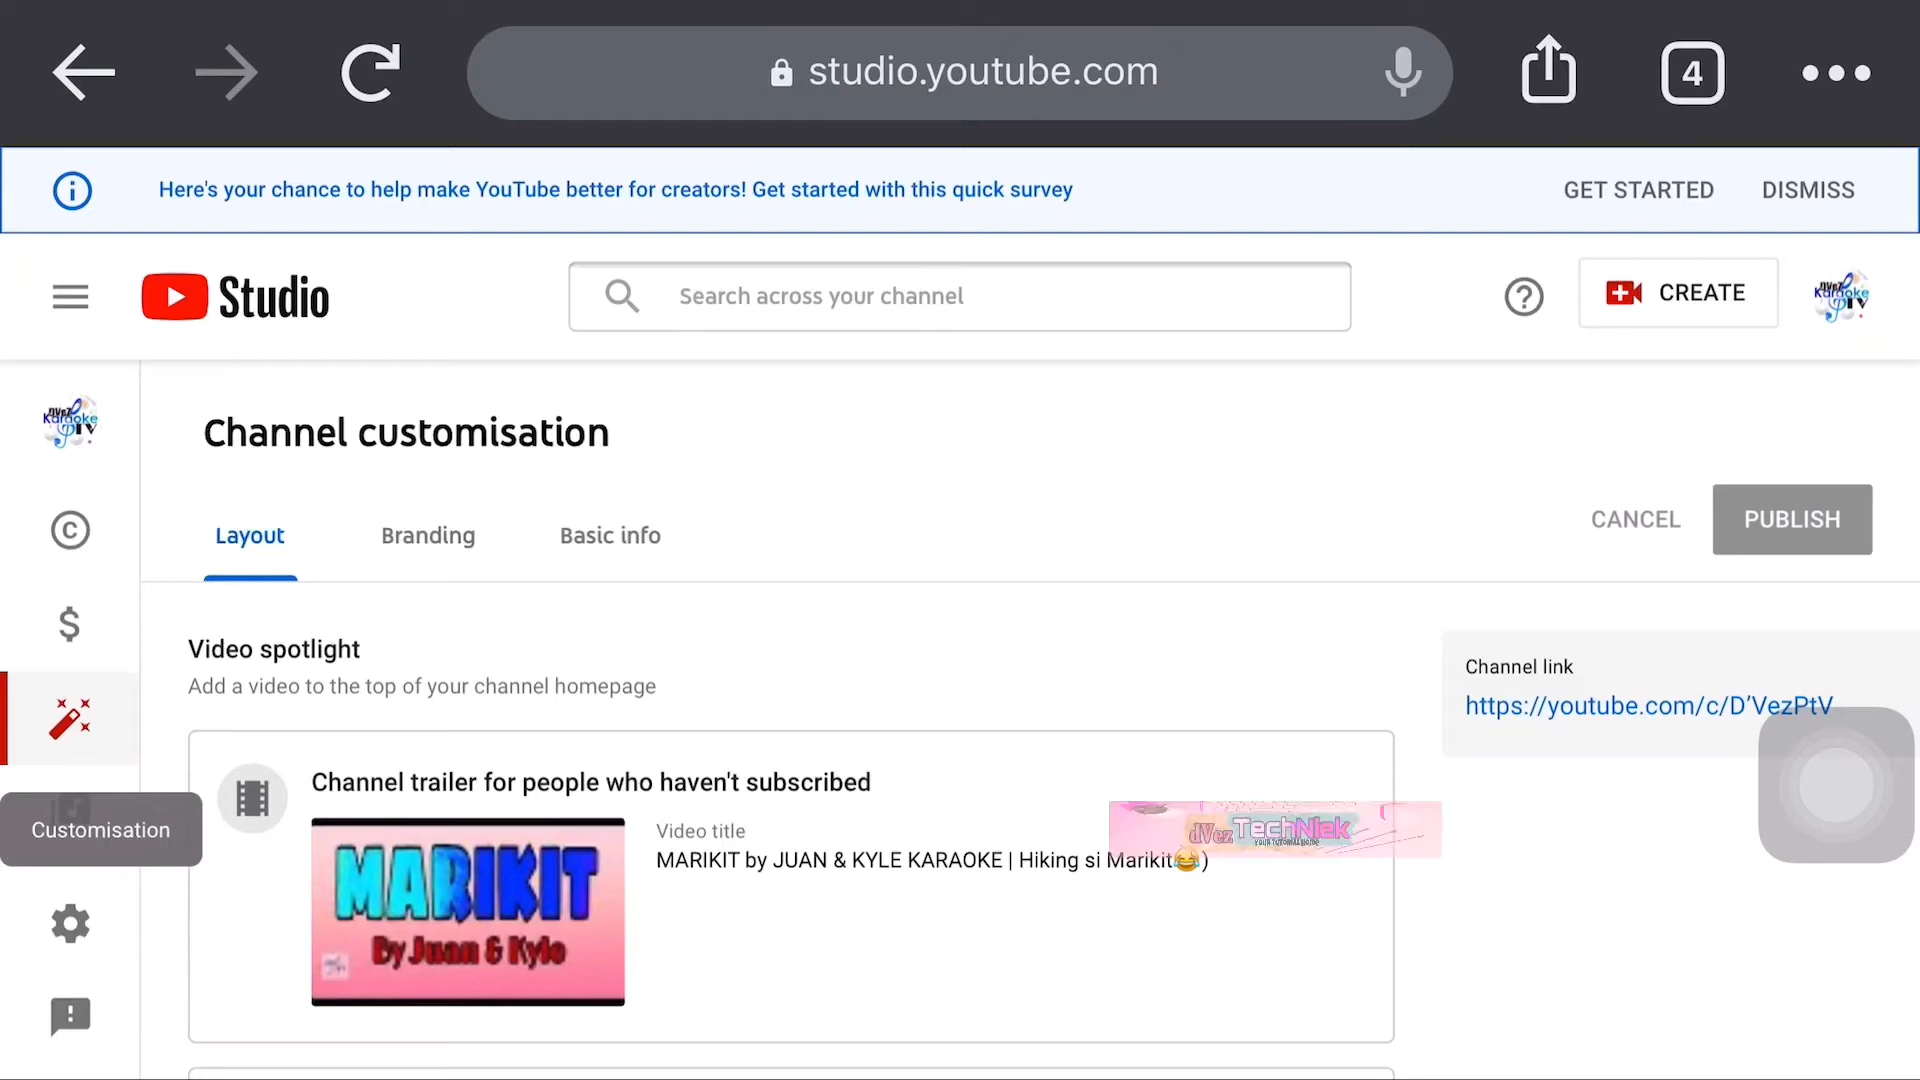 studio.youtube.com
4
Here's your chance to help make YouTube better for creators! Get started with this quick survey
GET STARTED
DISMISS
Studio
Search across your channel
CREATE
Channel customisation
Layout
Branding
Basic info
CANCEL
PUBLISH
Video spotlight
Add a video to the top of your channel homepage
Channel link
https://youtube.com/c/D'VezPtV
Channel trailer for people who haven't subscribed
Video title
MARIKIT by JUAN & KYLE KARAOKE | Hiking si Marikit😂)
MARIKIT
By Juan & Kyle
dVez TechNiek
YOUR TUTORIAL HOME
Customisation